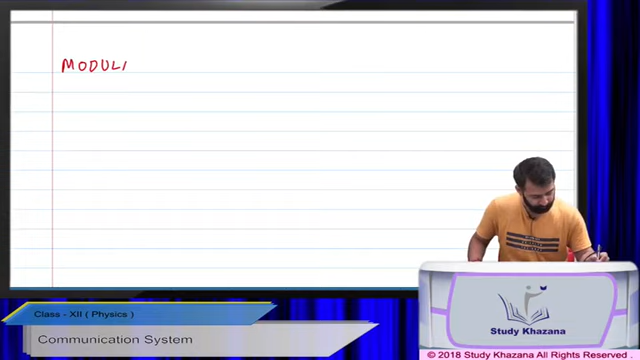 MODULI
Study Khazana
Class - XII ( Physics )
Communication System
© 2018 Study Khazana All Rights Reserved .